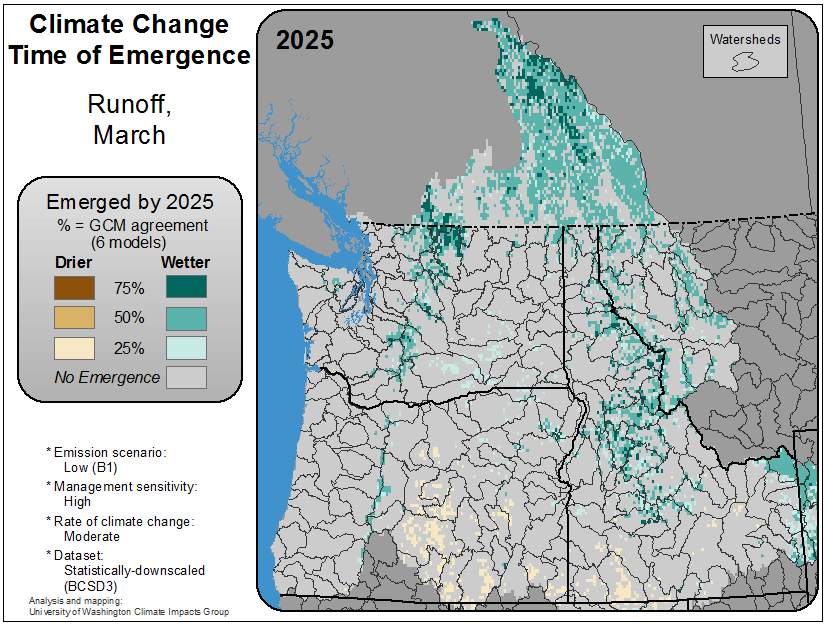 Climate Change
Time of Emergence
Runoff,
March
Emerged by 2025
% = GCM agreement
(6 models)
Drier Wetter
75%
50%
25%
No Emergence
* Emission scenario:
Low (B1)
* Management sensitivity:
High
* Rate of climate change:
Moderate
* Dataset:
Statistically-downscaled
(BCSD3)
Analysis and mapping:
University of Washington Climate Impacts Group
2025
Watersheds